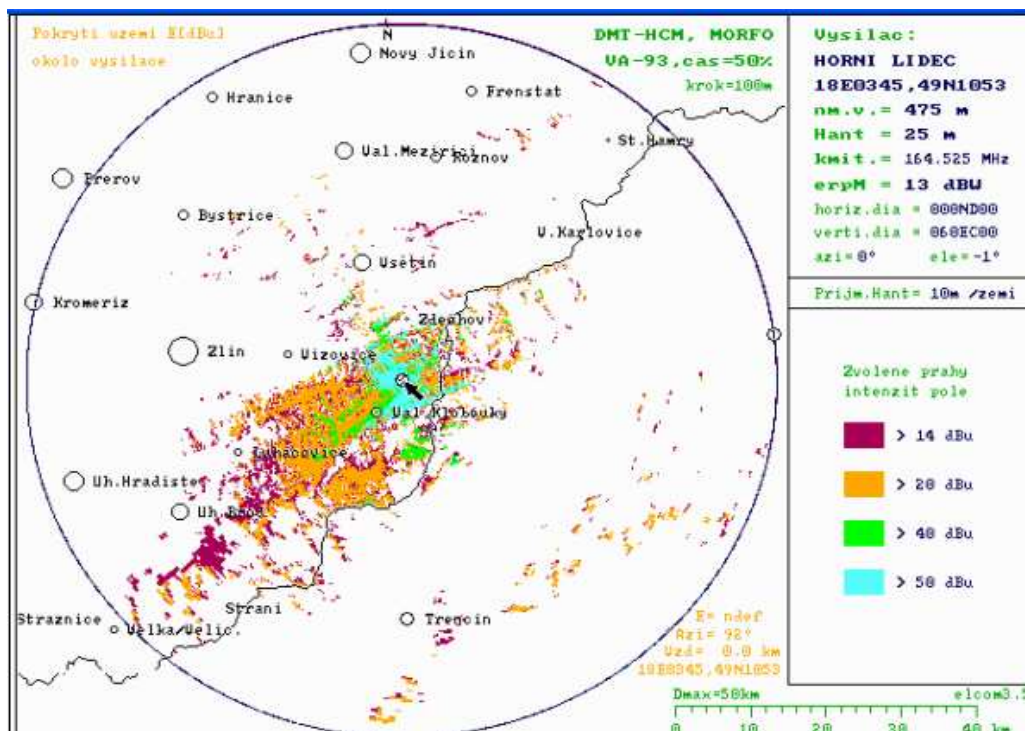 Pokryti uzemi E[dBu]
okolo vysilace
N
Novy Jicin
Hranice
Frenstat
DMT-HCM, MORFO
VA-93,cas=50%
krok=100m
Val.Mezirici
Roznov
St.Hamry
Prerov
Bystrice
V.Karlovice
Vsetin
Kromeriz
Zdechov
Zlin
Vizovice
Val.Klobouky
Luhacovice
Uh.Hradiste
Uh.Brod
Straznice
Strani
Velka/Velic.
Trencin
E= ndef
Azi= 92°
Vzd= 0.0 km
18E0345,49N1053
Vysilac:
HORNI LIDEC
18E0345,49N1053
nm.v.= 475 m
Hant = 25 m
kmit.= 164.525 MHz
erpM = 13 dBW
horiz.dia = 000ND00
verti.dia = 060EC00
azi= 0° ele= -1°
Prijm.Hant= 10m /zemi
Zvolene prahy
intenzit pole
> 14 dBu
> 20 dBu
> 40 dBu
> 50 dBu
Dmax=50km elcom3.5
0 10 20 30 40 km